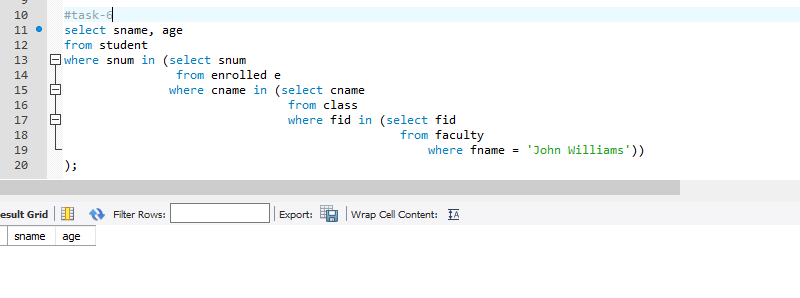 10 #task-6
11 select sname, age
12 from student
13 where snum in (select snum
14 from enrolled e
15 where cname in (select cname
16 from class
17 where fid in (select fid
18 from faculty
19 where fname = 'John Williams'))
20 );
esult Grid Filter Rows: Export: Wrap Cell Content: IA
sname age